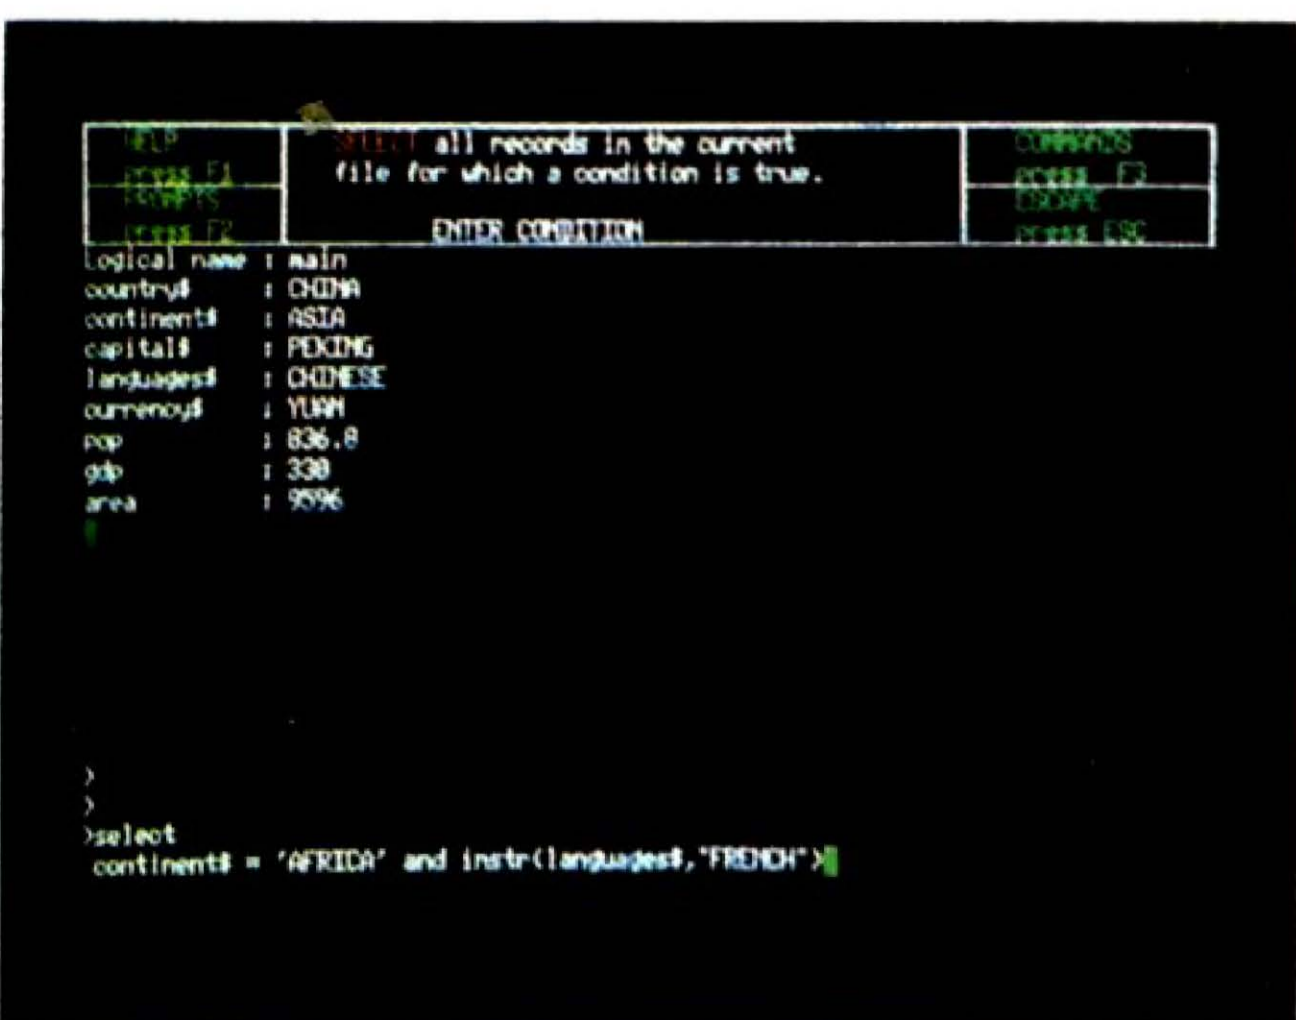 HELP
press F1
PROMPTS
press F2
SELECT all records in the current
file for which a condition is true.
ENTER CONDITION
COMMANDS
press F3
ESCAPE
press ESC
Logical name : main
country$ : CHINA
continent$ : ASIA
capital$ : PEKING
languages$ : CHINESE
currency$ : YUAN
pop : 836.8
gdp : 330
area : 9596
>
>
>select
continent$ = 'AFRICA' and instr(languages$,"FRENCH")